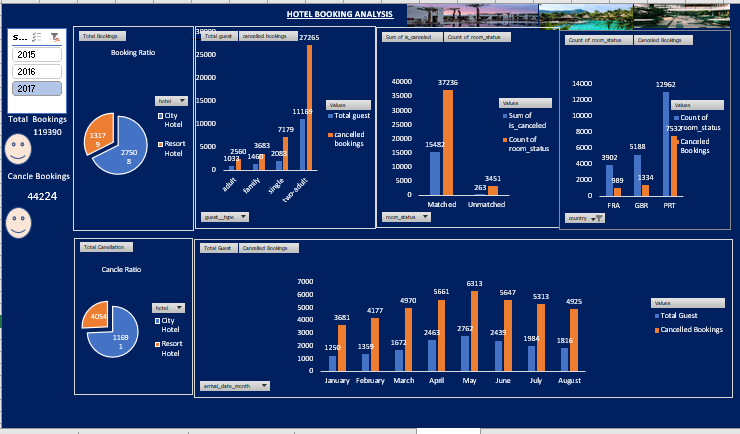 HOTEL BOOKING ANALYSIS
s...
2015
2016
2017
Total Bookings
119390
Cancle Bookings
44224
Total Bookings
Booking Ratio
1317
9
2750
8
hotel
City
Hotel
Resort
Hotel
Total guest
cancelled bookings
30000
25000
20000
15000
10000
5000
0
1033
2560
1460
3683
2083
7179
11169
27265
adult
family
single
two-adult
Values
Total guest
cancelled
bookings
guest_type
Sum of is_canceled
Count of room_status
40000
35000
30000
25000
20000
15000
10000
5000
0
15482
37236
263
3451
Matched
Unmatched
Values
Sum of
is_canceled
Count of
room_status
room_status
Count of room_status
Canceled Bookings
14000
12000
10000
8000
6000
4000
2000
0
3902
989
5188
1334
12962
7532
FRA
GBR
PRT
Values
Count of
room_status
Canceled
Bookings
country
Total Cancellation
Cancle Ratio
4054
1169
1
hotel
City
Hotel
Resort
Hotel
Total Guest
Cancelled Bookings
7000
6000
5000
4000
3000
2000
1000
0
1250
3681
1359
4177
1672
4970
2463
5661
2762
6313
2439
5647
1984
5313
1816
4925
January
February
March
April
May
June
July
August
Values
Total Guest
Cancelled Bookings
arrival_date_month